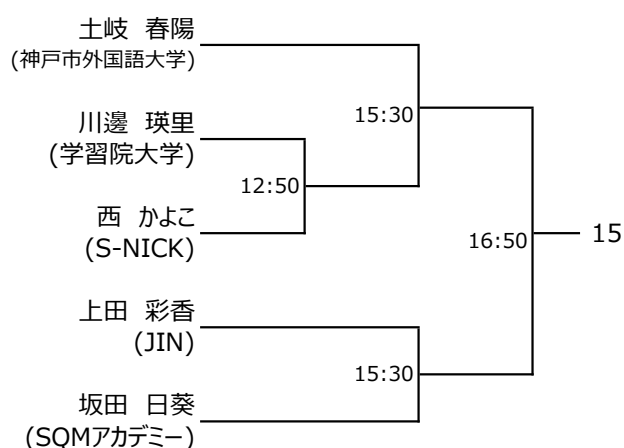 土岐 春陽
(神戸市外国語大学)
15:30
川邊 瑛里
(学習院大学)
12:50
西 かよこ
(S-NICK)
16:50
15
上田 彩香
(JIN)
15:30
坂田 日葵
(SQMアカデミー)